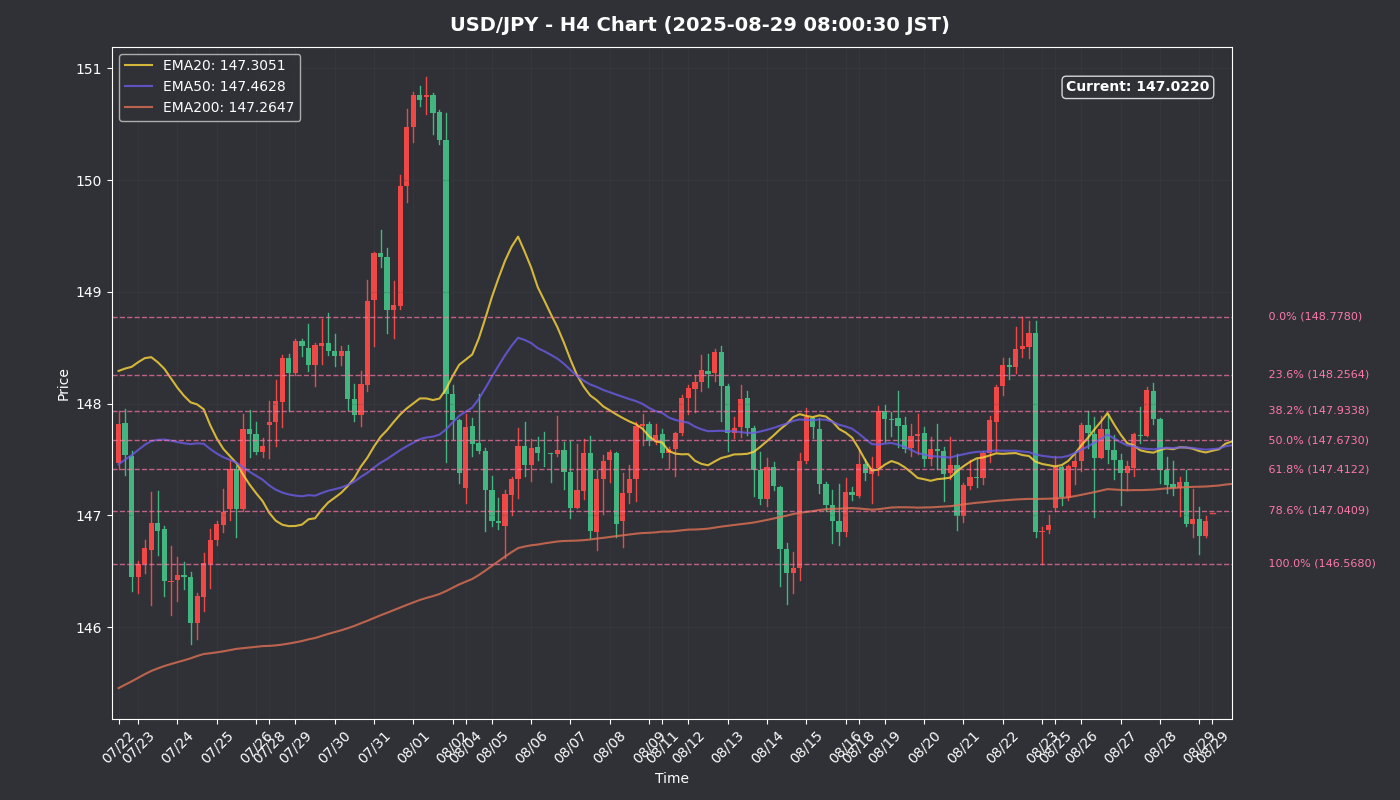 USD/JPY - H4 Chart (2025-08-29 08:00:30 JST)
EMA20: 147.3051
EMA50: 147.4628
EMA200: 147.2647
Current: 147.0220
151
150
149
148
147
146
Price
0.0% (148.7780)
23.6% (148.2564)
38.2% (147.9338)
50.0% (147.6730)
61.8% (147.4122)
78.6% (147.0409)
100.0% (146.5680)
07/22 07/23 07/24 07/25 07/26 07/28 07/29 07/30 07/31 08/01 08/02 08/04 08/05 08/06 08/07 08/08 08/09 08/11 08/12 08/13 08/14 08/15 08/16 08/18 08/19 08/20 08/21 08/22 08/23 08/25 08/26 08/27 08/28 08/29 08/29
Time